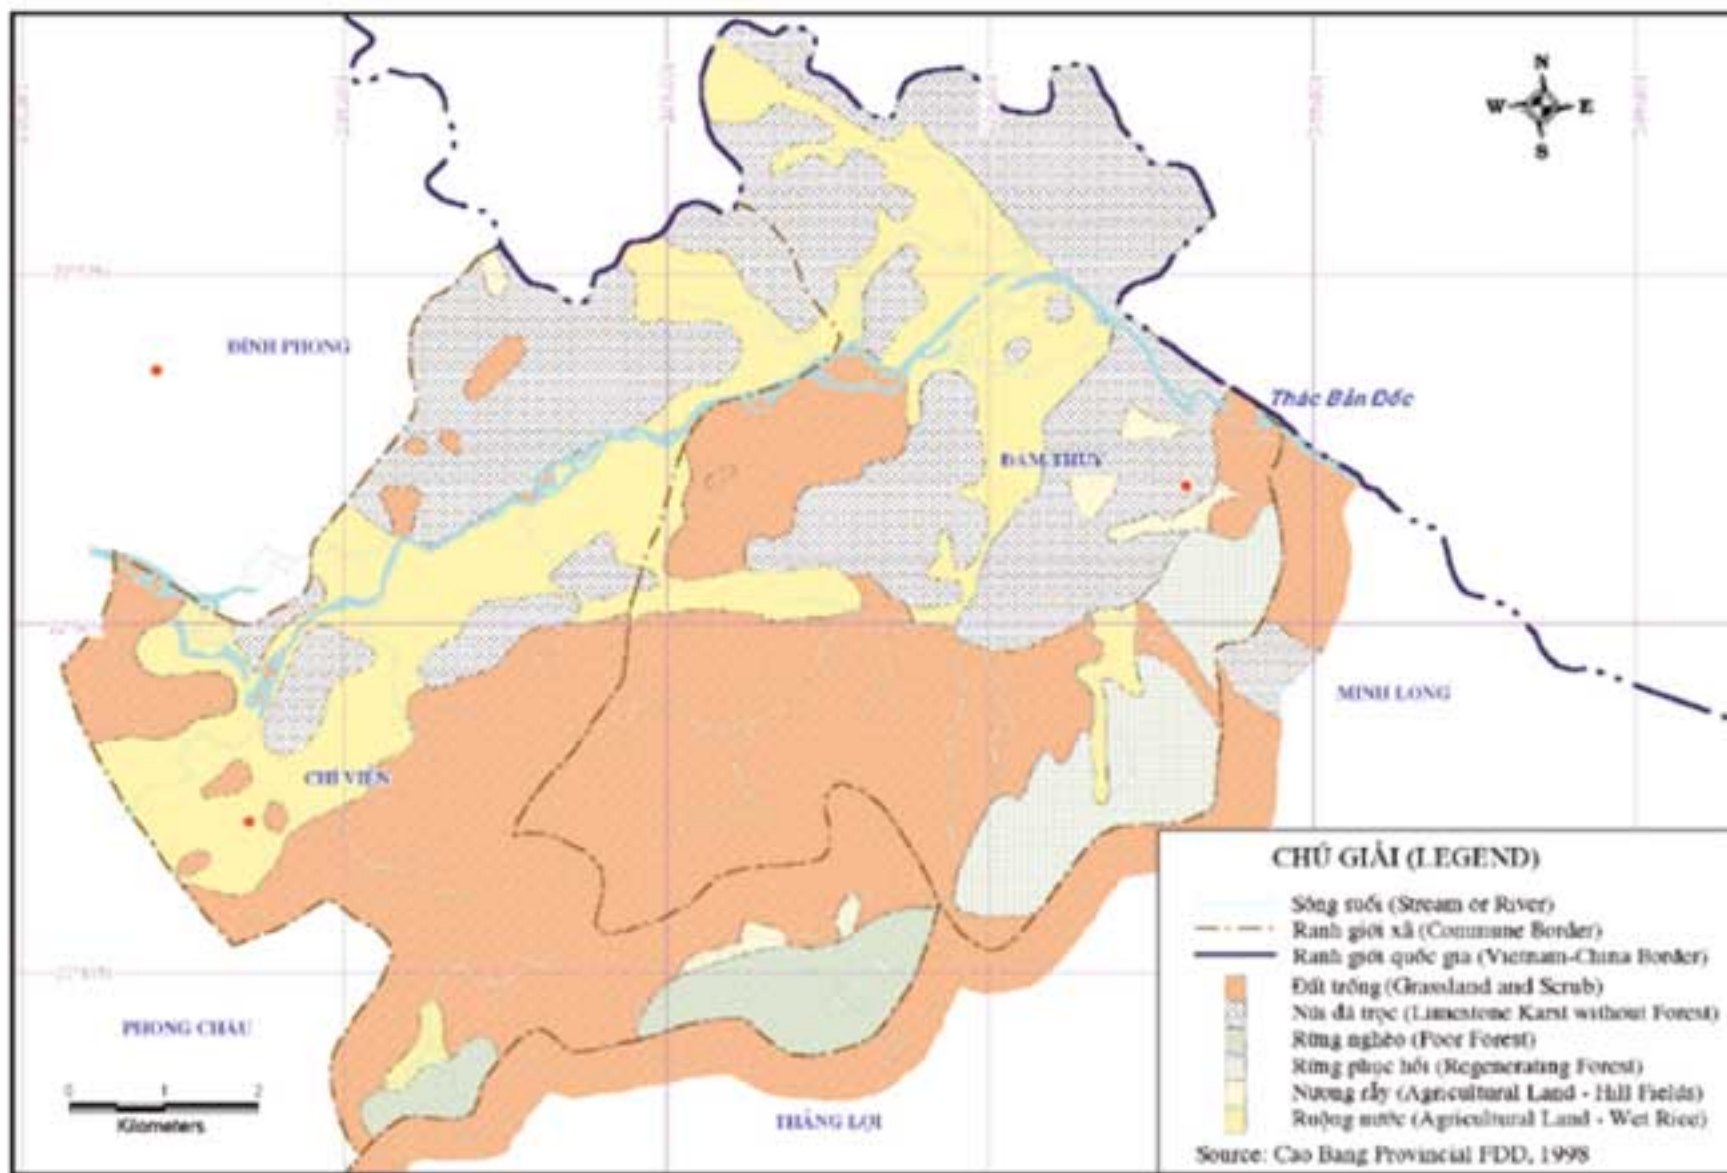 N
W E
S
ĐÌNH PHONG
Thác Bản Dốc
ĐÀM THUỶ
MINH LONG
CHÍ VIỄN
PHONG CHÂU
THĂNG LỢI
0 1 2
Kilometers
CHÚ GIẢI (LEGEND)
Sông suối (Stream or River)
Ranh giới xã (Commune Border)
Ranh giới quốc gia (Vietnam-China Border)
Đất trống (Grassland and Scrub)
Núi đá trọc (Limestone Karst without Forest)
Rừng nghèo (Poor Forest)
Rừng phục hồi (Regenerating Forest)
Nương rẫy (Agricultural Land - Hill Fields)
Ruộng nước (Agricultural Land - Wet Rice)
Source: Cao Bang Provincial FDD, 1998